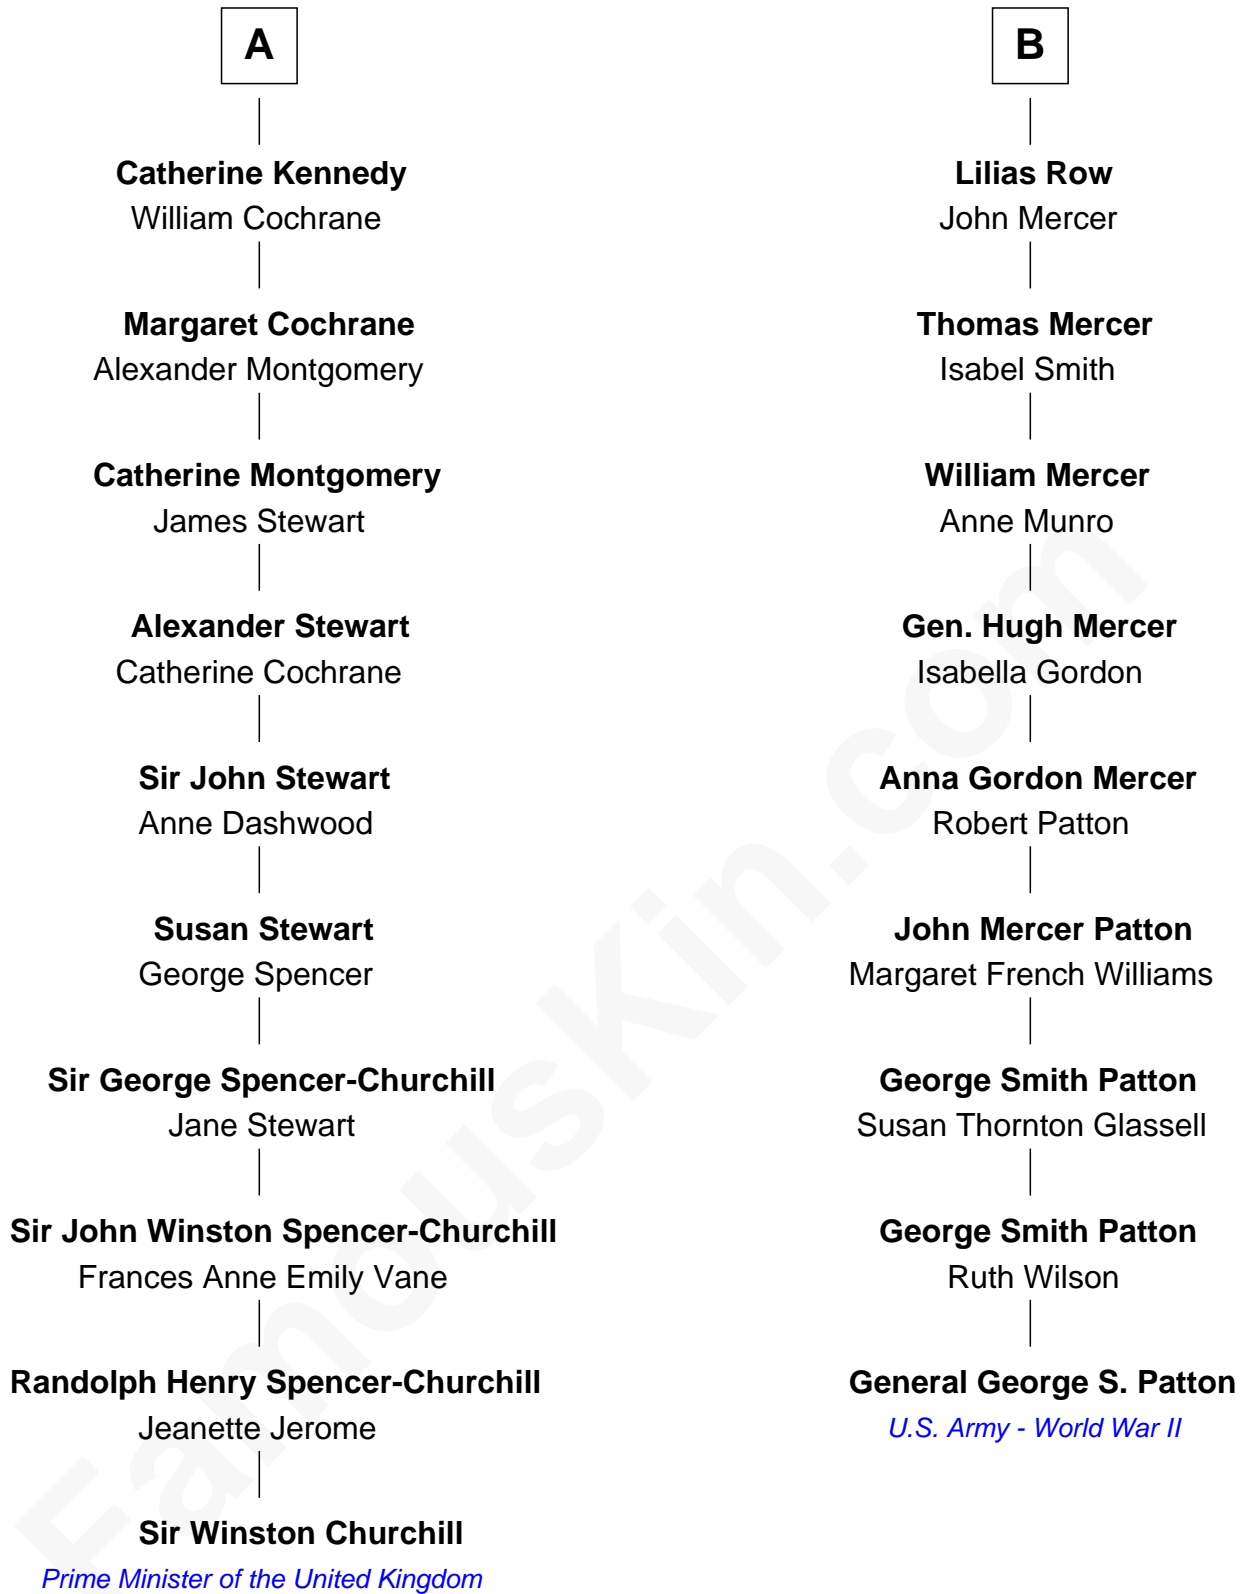 A
Catherine Kennedy
William Cochrane
Margaret Cochrane
Alexander Montgomery
Catherine Montgomery
James Stewart
Alexander Stewart
Catherine Cochrane
Sir John Stewart
Anne Dashwood
Susan Stewart
George Spencer
Sir George Spencer-Churchill
Jane Stewart
Sir John Winston Spencer-Churchill
Frances Anne Emily Vane
Randolph Henry Spencer-Churchill
Jeanette Jerome
Sir Winston Churchill
Prime Minister of the United Kingdom
B
Lilias Row
John Mercer
Thomas Mercer
Isabel Smith
William Mercer
Anne Munro
Gen. Hugh Mercer
Isabella Gordon
Anna Gordon Mercer
Robert Patton
John Mercer Patton
Margaret French Williams
George Smith Patton
Susan Thornton Glassell
George Smith Patton
Ruth Wilson
General George S. Patton
U.S. Army - World War II
FamousKin.com